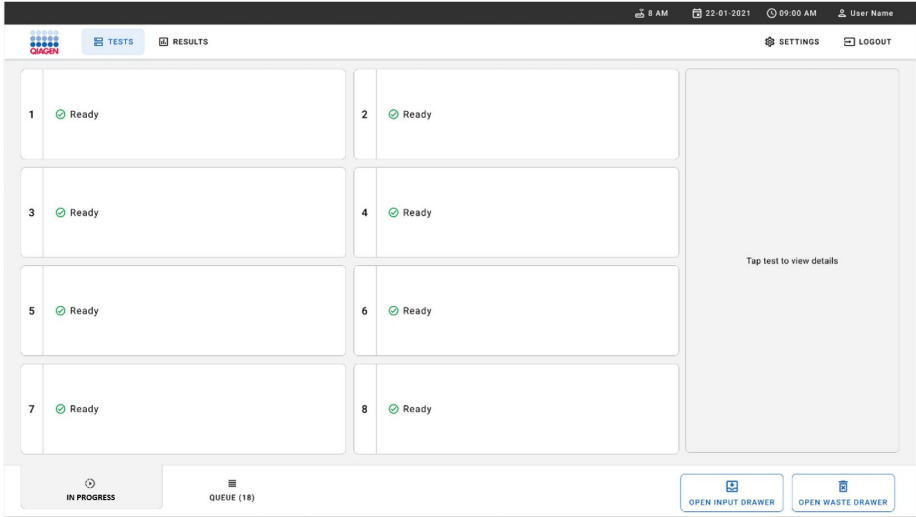 8 AM 22-01-2021 09:00 AM User Name
QIAGEN TESTS RESULTS SETTINGS LOGOUT
1 Ready
2 Ready
3 Ready
4 Ready
Tap test to view details
5 Ready
6 Ready
7 Ready
8 Ready
IN PROGRESS
QUEUE (18)
OPEN INPUT DRAWER
OPEN WASTE DRAWER